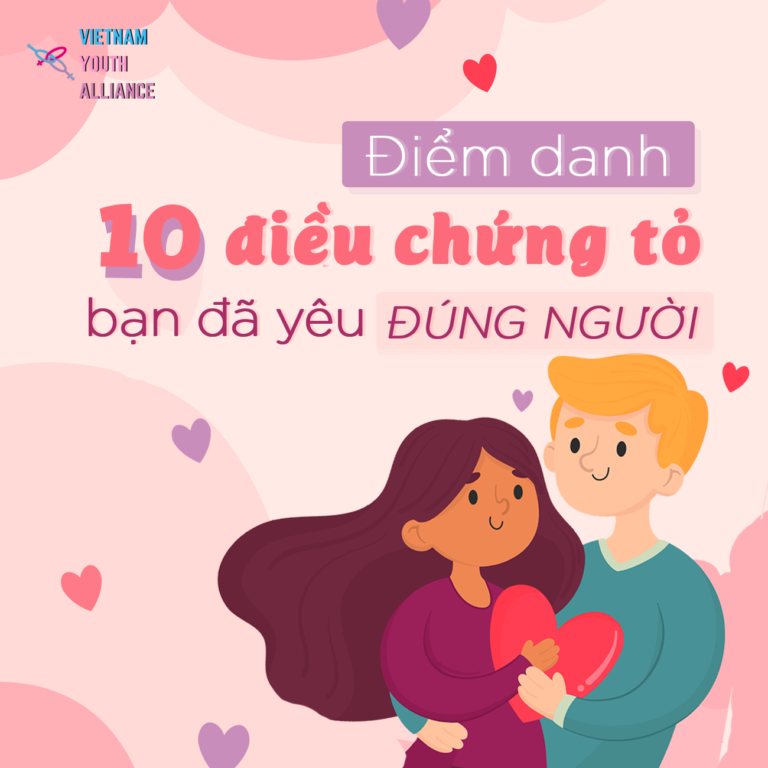 VIETNAM
YOUTH
ALLIANCE
Điểm danh
10 điều chứng tỏ
bạn đã yêu ĐÚNG NGƯỜI